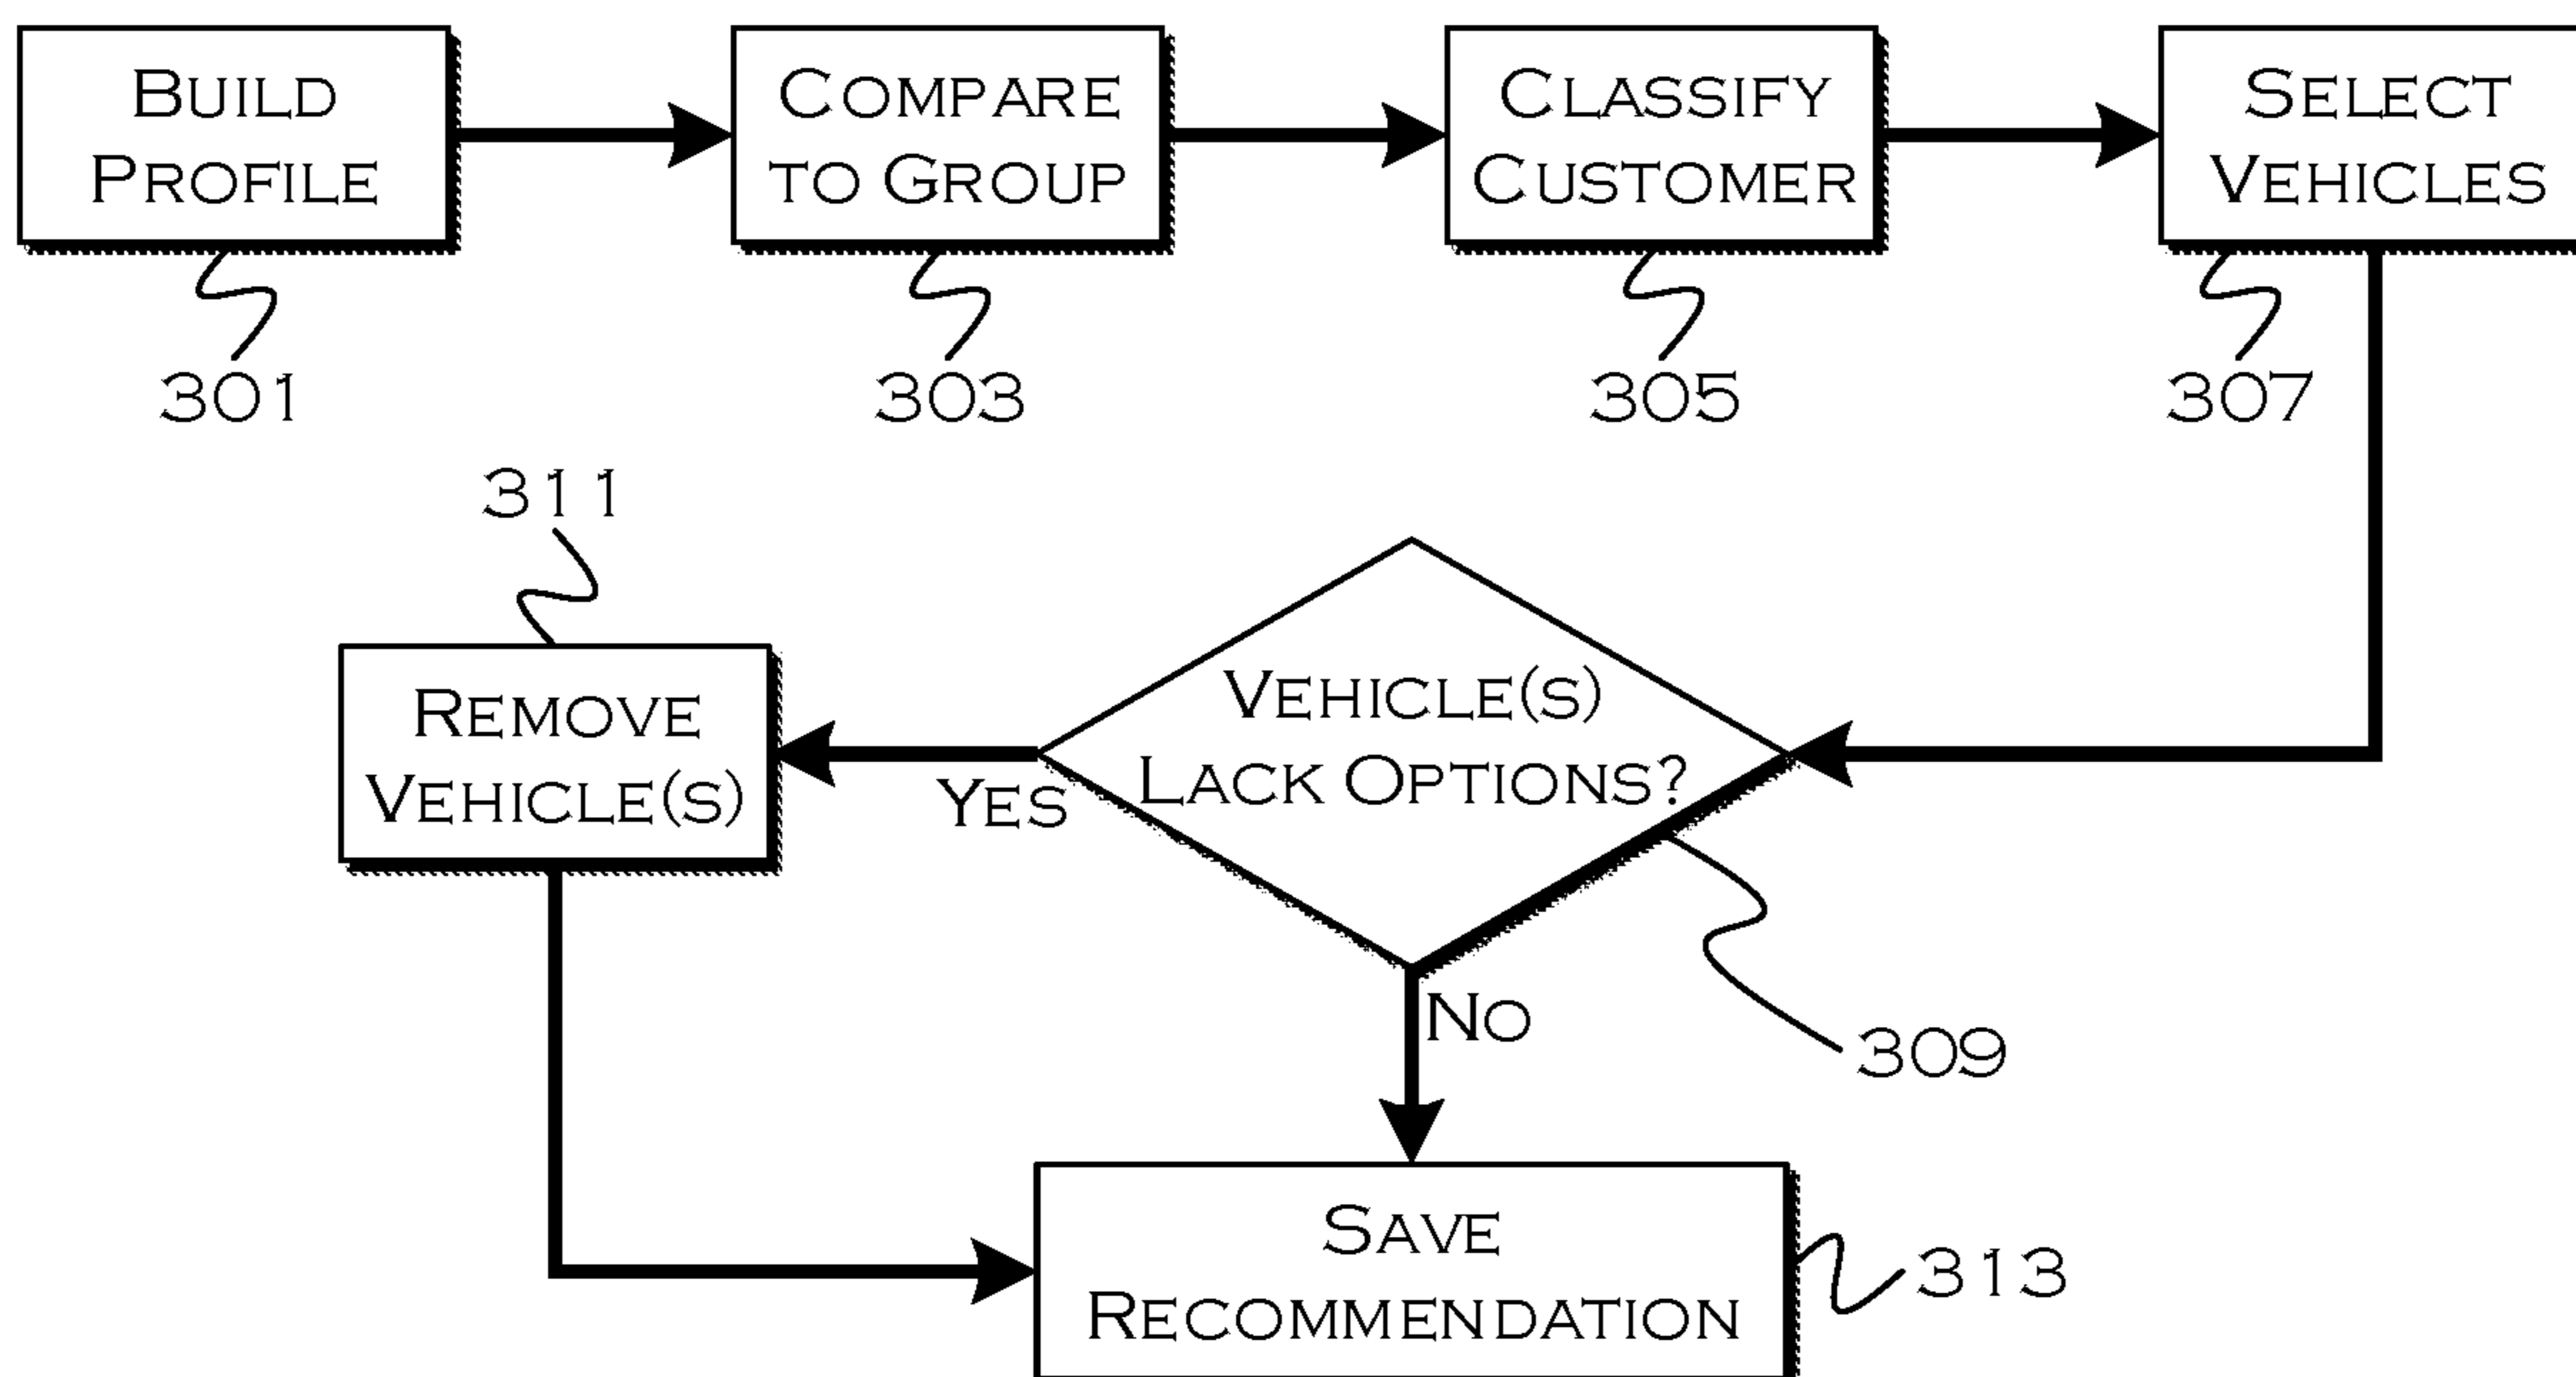 BUILD
PROFILE
COMPARE
TO GROUP
CLASSIFY
CUSTOMER
SELECT
VEHICLES
301
303
305
307
311
REMOVE
VEHICLE(S)
VEHICLE(S)
LACK OPTIONS?
YES
NO
309
SAVE
RECOMMENDATION
313